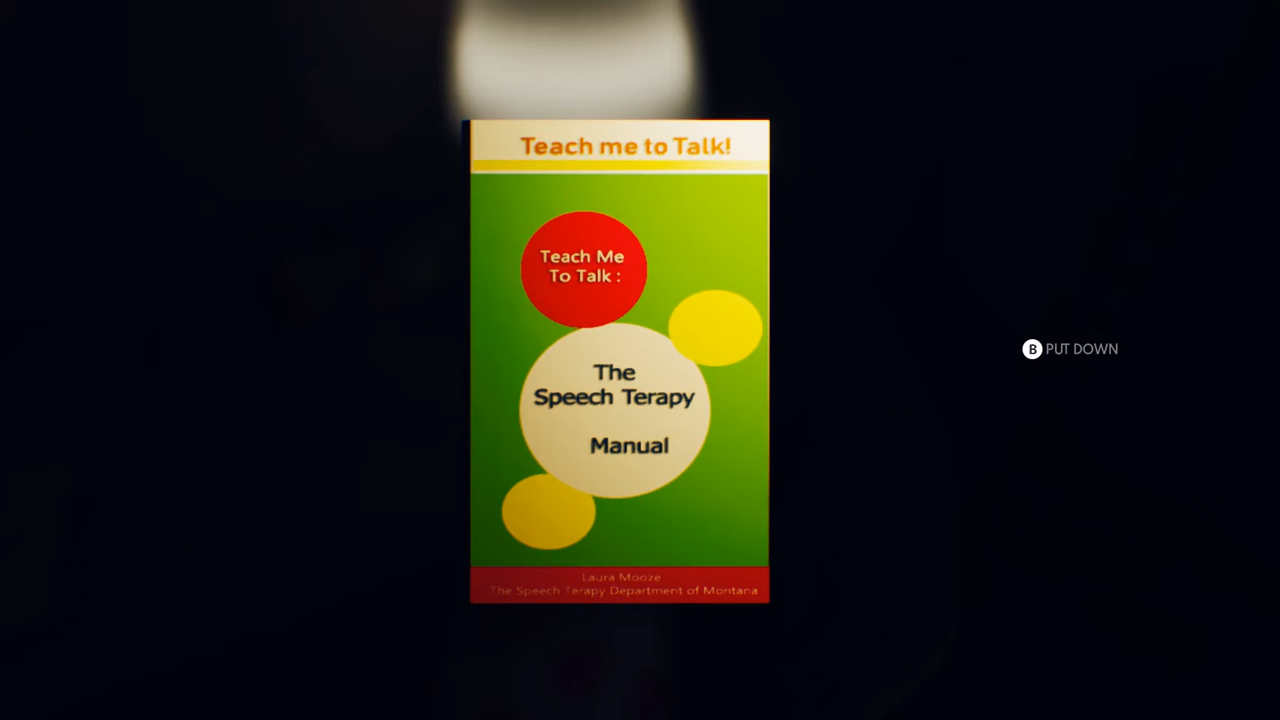 Teach me to Talk!
Teach Me
To Talk :
The
Speech Terapy
Manual
Laura Mooze
The Speech Terapy Department of Montana
B PUT DOWN